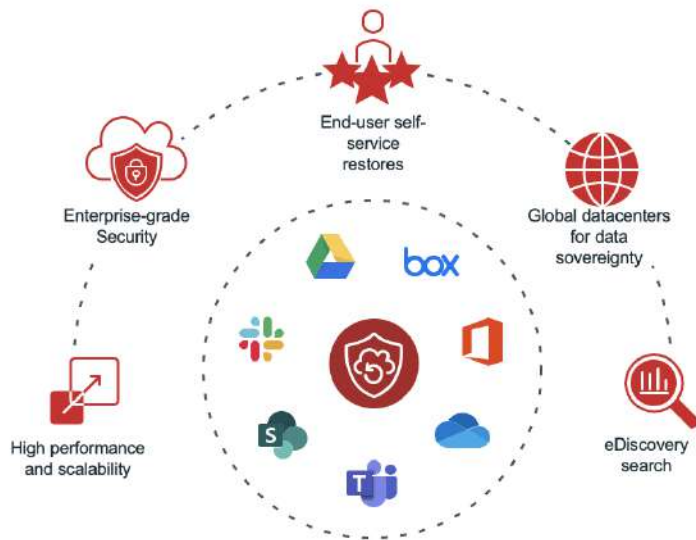 End-user self-
service
restores
Enterprise-grade
Security
Global datacenters
for data
sovereignty
box
S
T
High performance
and scalability
eDiscovery
search